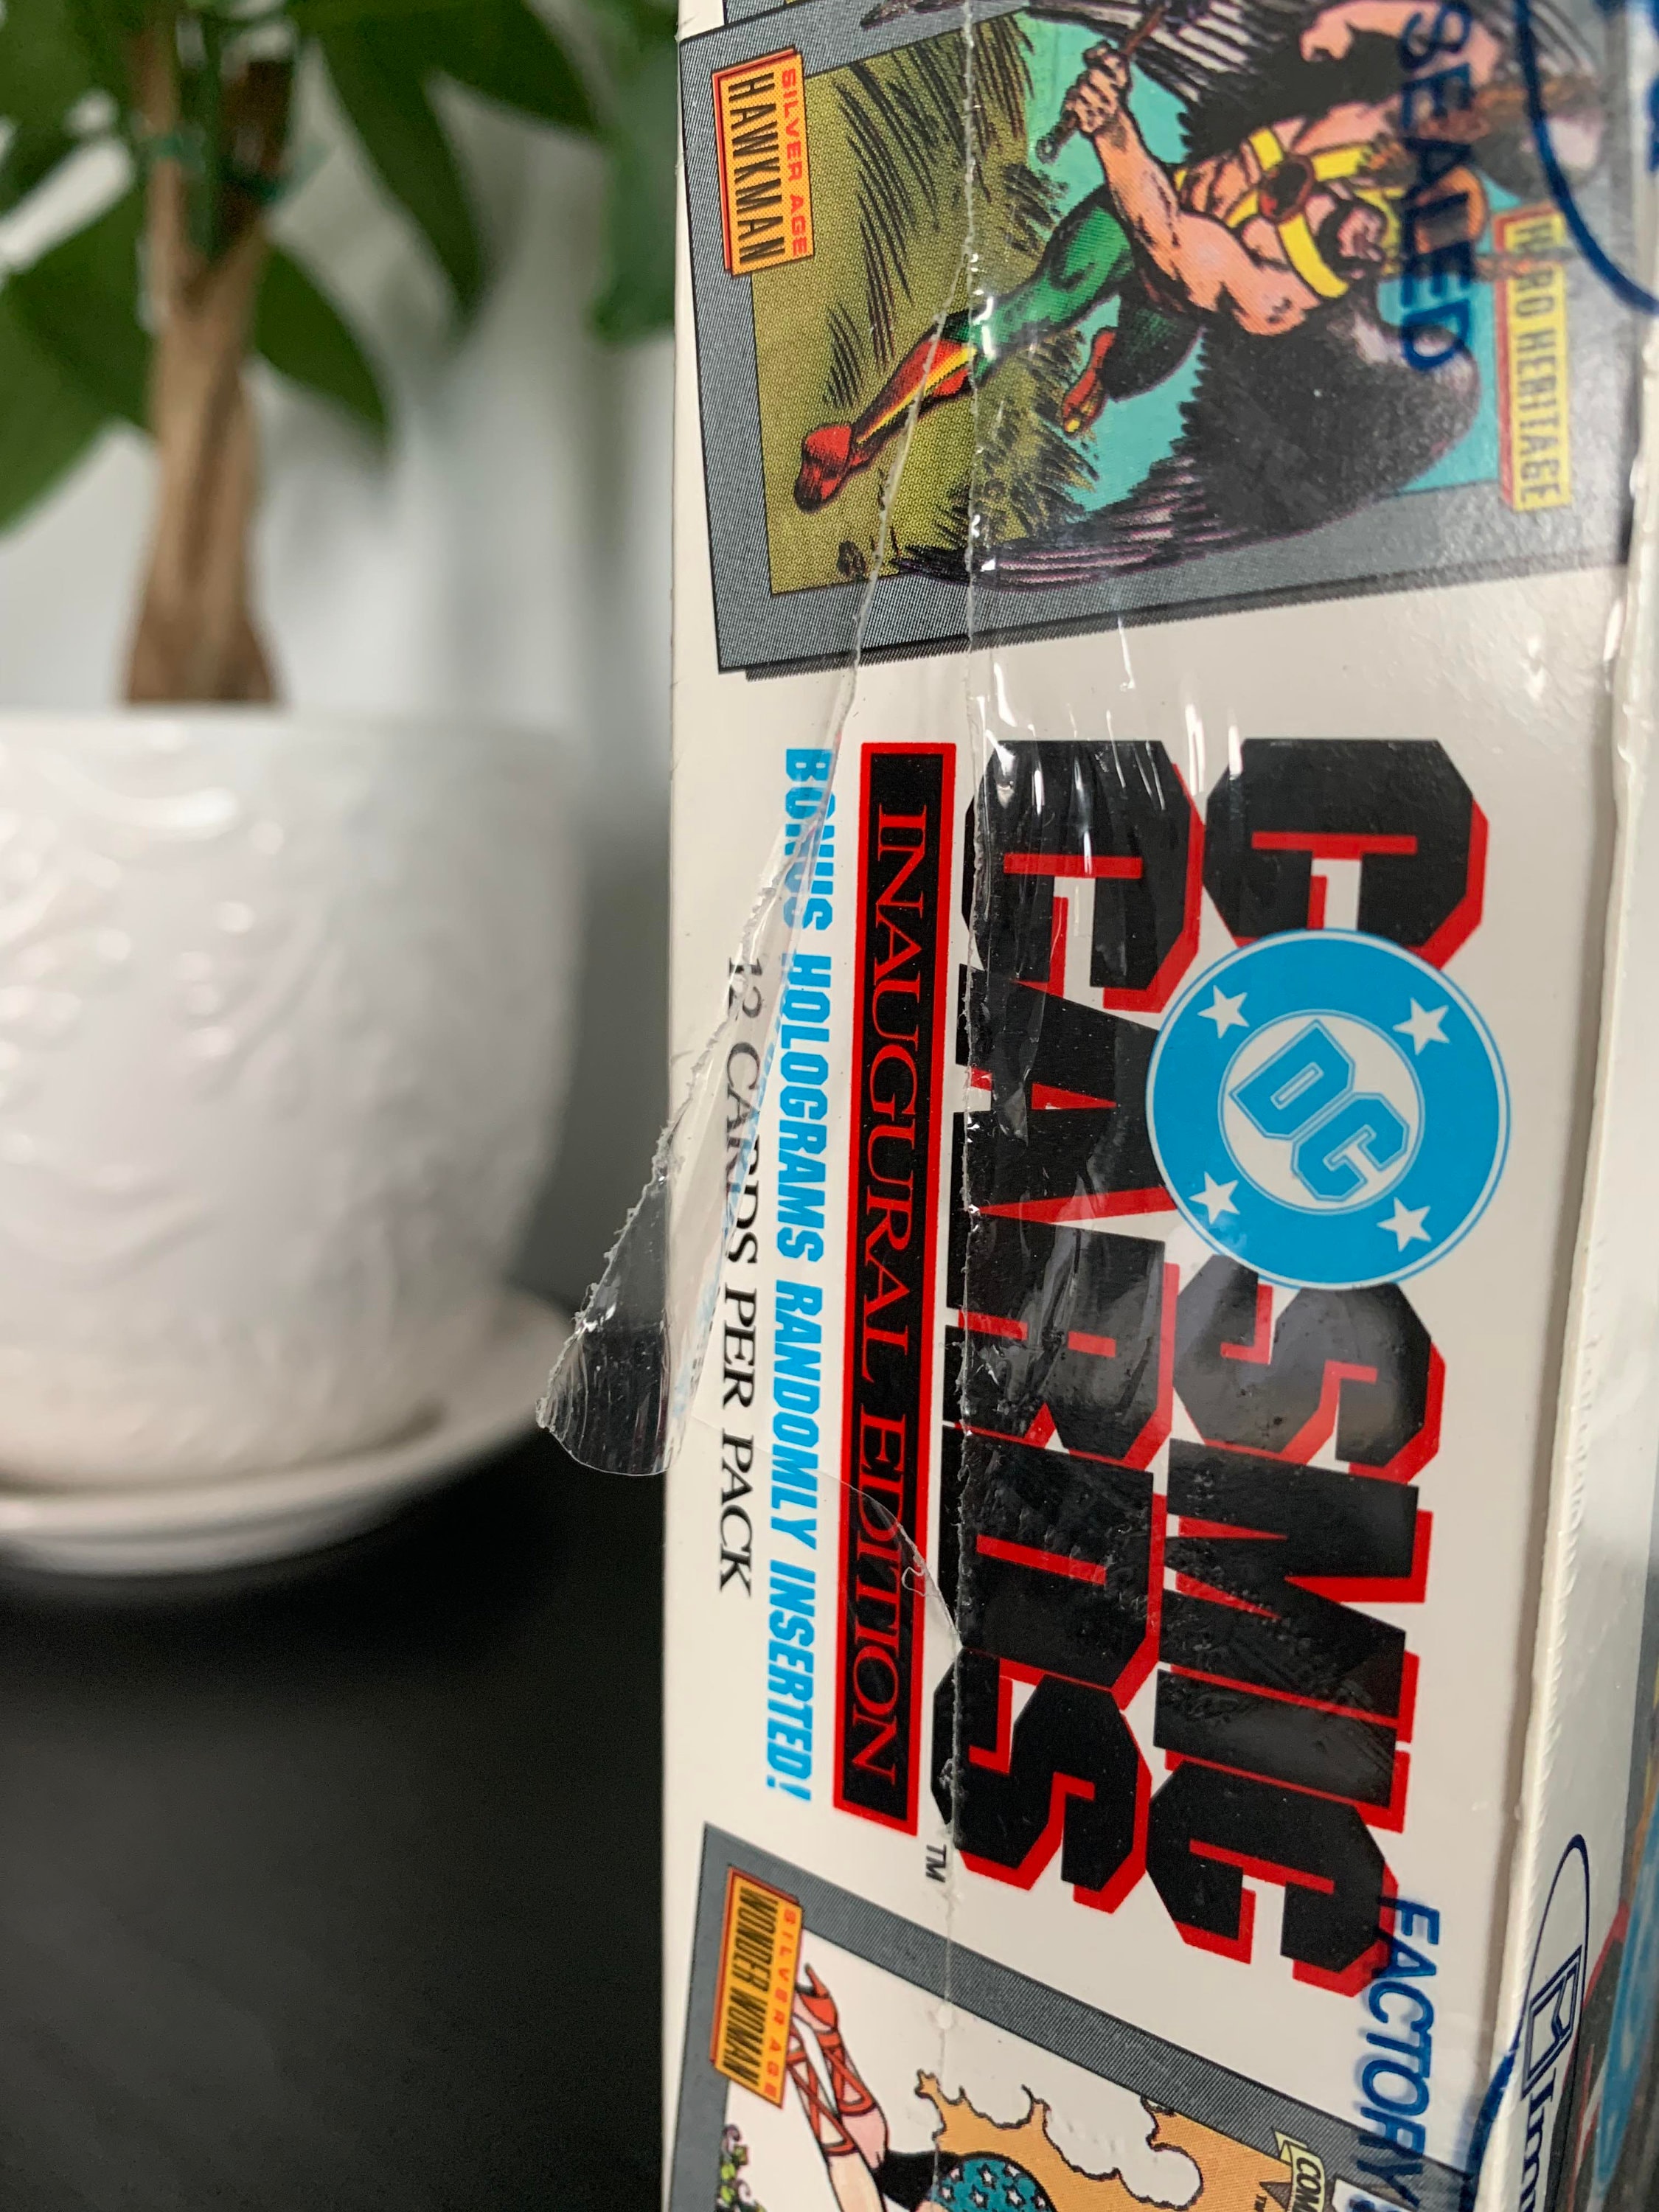 SILVER AGE
HAWKMAN
HERO HERITAGE
SEALED
COSMIC
DC
CARDS
TM
INAUGURAL EDITION
BONUS HOLOGRAMS RANDOMLY INSERTED!
12 CARDS PER PACK
SILVER AGE
WONDER WOMAN
FACTORY